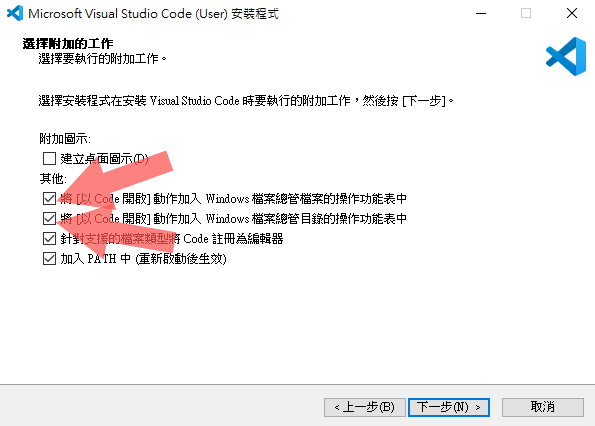 Microsoft Visual Studio Code (User) 安裝程式
選擇附加的工作
選擇要執行的附加工作。
選擇安裝程式在安裝 Visual Studio Code 時要執行的附加工作，然後按 [下一步]。
附加圖示:
建立桌面圖示(D)
其他:
將 [以 Code 開啟] 動作加入 Windows 檔案總管檔案的操作功能表中
將 [以 Code 開啟] 動作加入 Windows 檔案總管目錄的操作功能表中
針對支援的檔案類型將 Code 註冊為編輯器
加入 PATH 中 (重新啟動後生效)
< 上一步(B) 下一步(N) > 取消